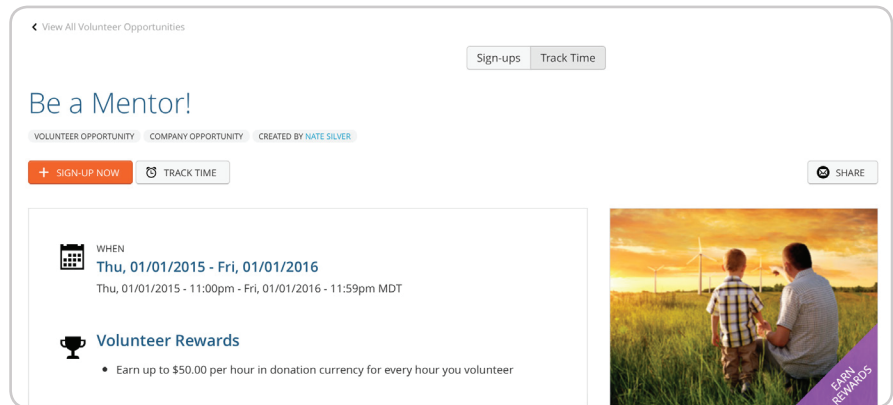 View All Volunteer Opportunities
Sign-ups Track Time
Be a Mentor!
VOLUNTEER OPPORTUNITY COMPANY OPPORTUNITY CREATED BY NATE SILVER
SIGN-UP NOW TRACK TIME SHARE
WHEN
Thu, 01/01/2015 - Fri, 01/01/2016
Thu, 01/01/2015 - 11:00pm - Fri, 01/01/2016 - 11:59pm MDT
Volunteer Rewards
• Earn up to $50.00 per hour in donation currency for every hour you volunteer
EARN
REWARDS